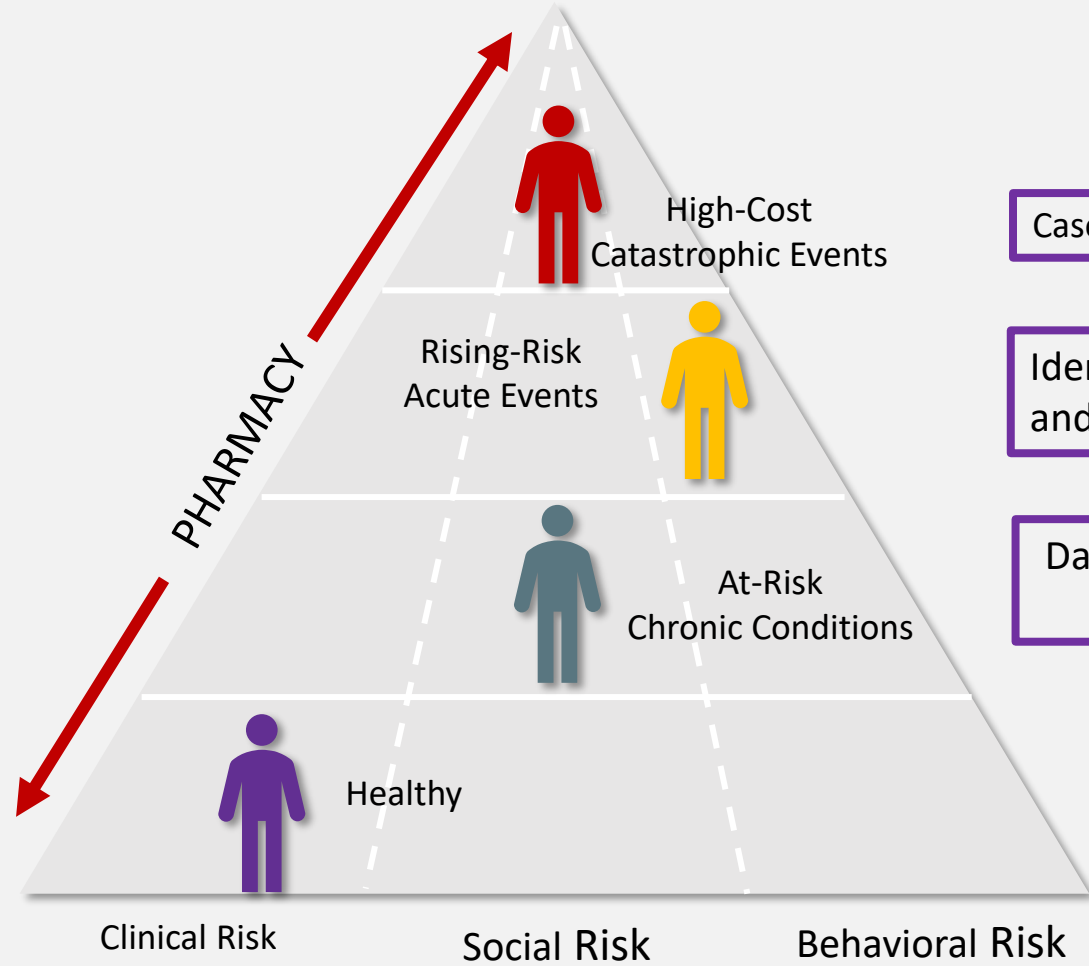 High-Cost
Catastrophic Events
Rising-Risk
Acute Events
PHARMACY
At-Risk
Chronic Conditions
Healthy
Clinical Risk
Social Risk
Behavioral Risk
and